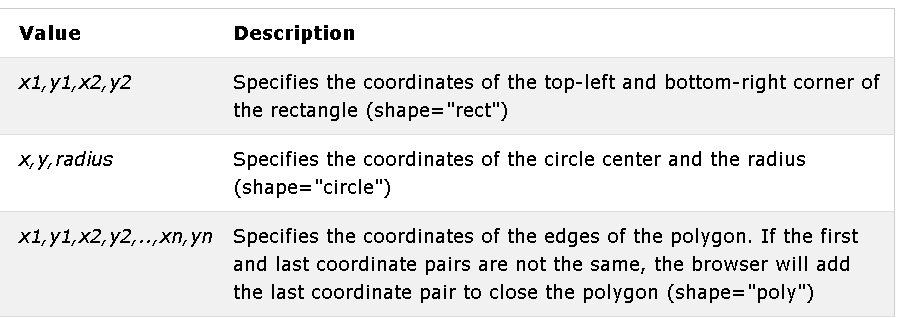 Value Description
x1,y1,x2,y2 Specifies the coordinates of the top-left and bottom-right corner of
the rectangle (shape="rect")
x,y,radius Specifies the coordinates of the circle center and the radius
(shape="circle")
x1,y1,x2,y2,..,xn,yn Specifies the coordinates of the edges of the polygon. If the first
and last coordinate pairs are not the same, the browser will add
the last coordinate pair to close the polygon (shape="poly")